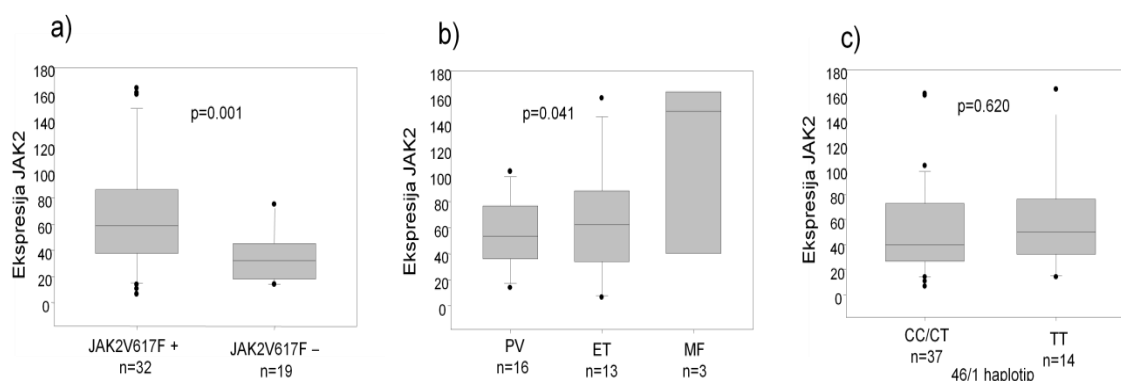 a)
Ekspresija JAK2
180
160
140
120
100
80
60
40
20
0
p=0.001
JAK2V617F +
n=32
JAK2V617F –
n=19
b)
Ekspresija JAK2
180
160
140
120
100
80
60
40
20
0
p=0.041
PV
n=16
ET
n=13
MF
n=3
c)
Ekspresija JAK2
180
160
140
120
100
80
60
40
20
0
p=0.620
CC/CT
n=37
TT
n=14
46/1 haplotip